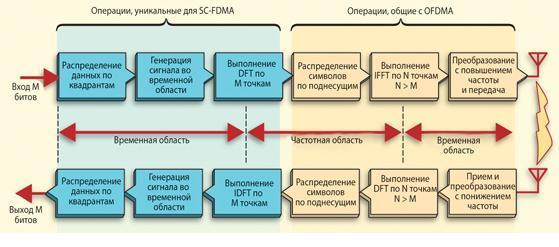 Операции, уникальные для SC-FDMA
Операции, общие с OFDMA
Вход M
битов
Распределение
данных по
квадрантам
Генерация
сигнала во
временной
области
Выполнение
DFT по
M точкам
Распределение
символов
по поднесущим
Выполнение
IFFT по N точкам
N > M
Преобразование
с повышением
частоты
и передача
Временная область
Частотная область
Временная
область
Выход M
битов
Распределение
данных по
квадрантам
Генерация
сигнала во
временной
области
Выполнение
IDFT по
M точкам
Распределение
символов
по поднесущим
Выполнение
DFT по N точкам
N > M
Прием и
преобразование
с понижением
частоты